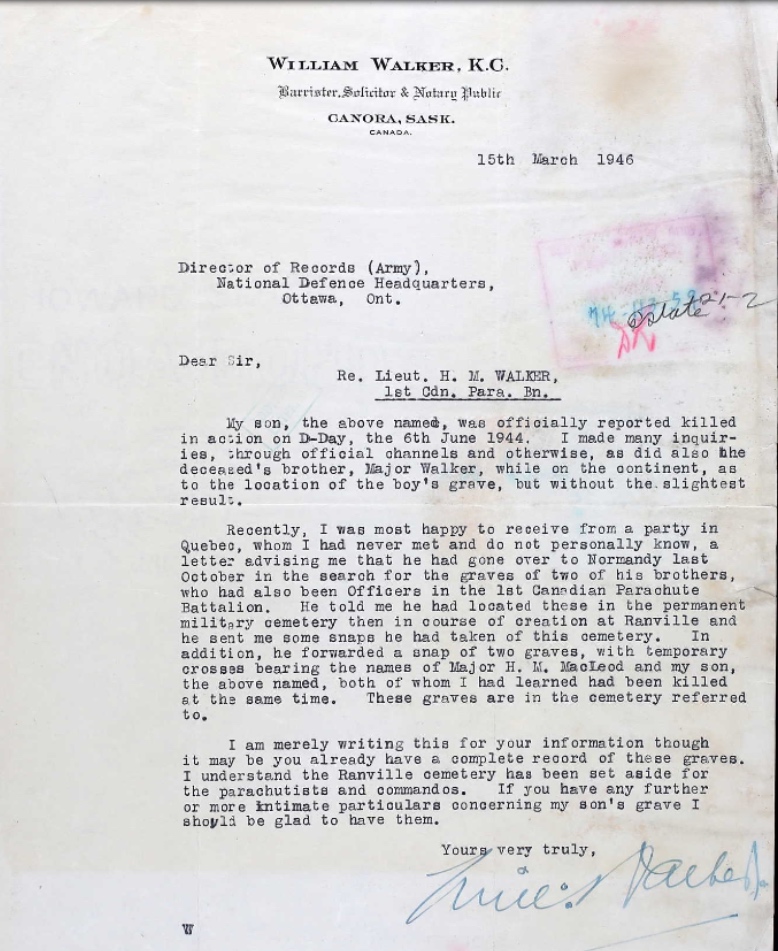 WILLIAM WALKER, K.C.
Barrister, Solicitor & Notary Public
CANORA, SASK.
CANADA.
15th March 1946
Director of Records (Army),
National Defence Headquarters,
Ottawa, Ont.
Estate 21-2
Dear Sir,
Re. Lieut. H. M. WALKER,
1st Cdn. Para. Bn.
My son, the above named, was officially reported killed
in action on D-Day, the 6th June 1944. I made many inquir-
ies, through official channels and otherwise, as did also the
deceased's brother, Major Walker, while on the continent, as
to the location of the boy's grave, but without the slightest
result.
Recently, I was most happy to receive from a party in
Quebec, whom I had never met and do not personally know, a
letter advising me that he had gone over to Normandy last
October in the search for the graves of two of his brothers,
who had also been Officers in the 1st Canadian Parachute
Battalion. He told me he had located these in the permanent
military cemetery then in course of creation at Ranville and
he sent me some snaps he had taken of this cemetery. In
addition, he forwarded a snap of two graves, with temporary
crosses bearing the names of Major H. M. MacLeod and my son,
the above named, both of whom I had learned had been killed
at the same time. These graves are in the cemetery referred
to.
I am merely writing this for your information though
it may be you already have a complete record of these graves.
I understand the Ranville cemetery has been set aside for
the parachutists and commandos. If you have any further
or more intimate particulars concerning my son's grave I
should be glad to have them.
Yours very truly,
W